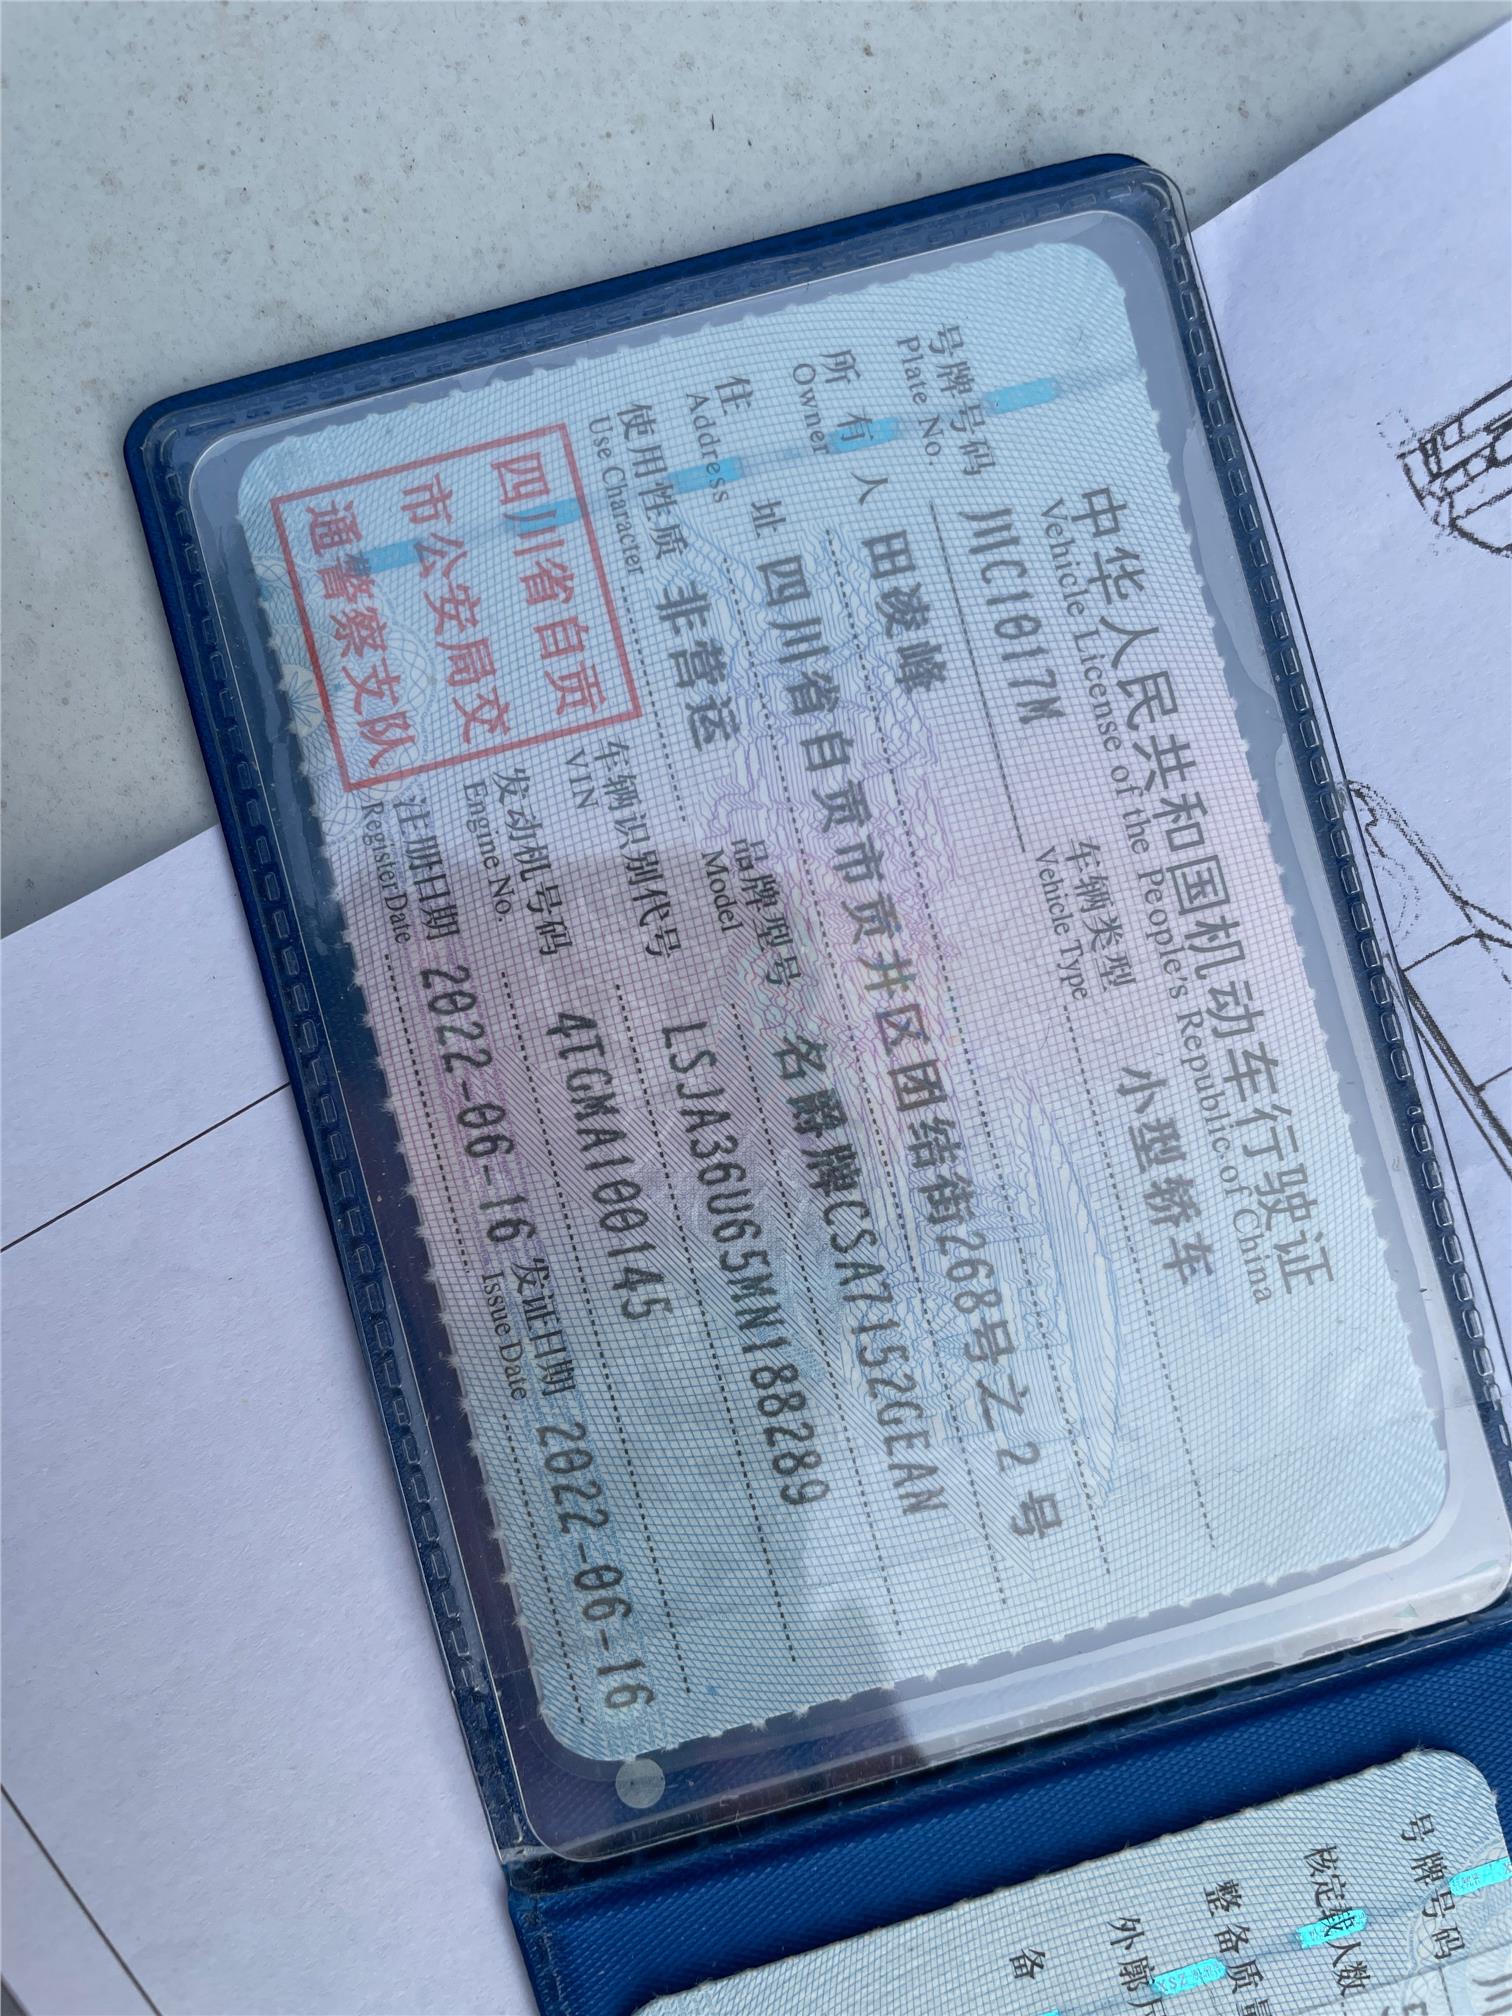 中华人民共和国机动车行驶证
Vehicle License of the People's Republic of China
号牌号码 川C1017M 车辆类型 小型轿车
Plate No. Vehicle Type
所有人 田凌峰
Owner
住址 四川省自贡市贡井区团结街268号之2号
Address
使用性质 非营运 品牌型号 名爵牌CSA7152GEAN
Use Character Model
四川省自贡
市公安局交
通警察支队
车辆识别代号 LSJA36U65MN188289
VIN
发动机号码 4TGMA100145
Engine No.
注册日期 2022-06-16 发证日期 2022-06-16
Register Date Issue Date
号牌号码
核定载人数
整备质
外廓
备